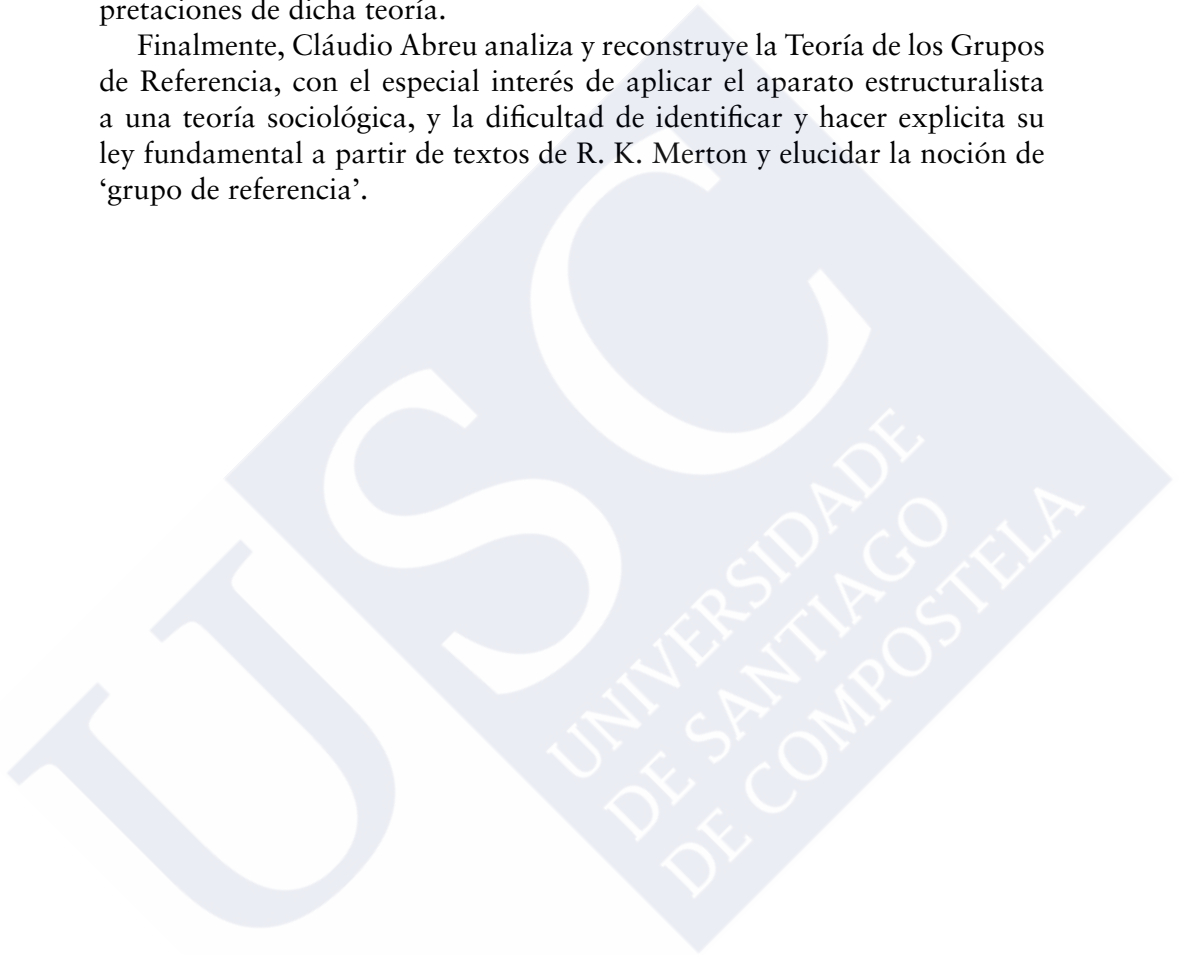 pretaciones de dicha teoría.
Finalmente, Cláudio Abreu analiza y reconstruye la Teoría de los Grupos
de Referencia, con el especial interés de aplicar el aparato estructuralista
a una teoría sociológica, y la dificultad de identificar y hacer explicita su
ley fundamental a partir de textos de R. K. Merton y elucidar la noción de
‘grupo de referencia’.
USC
UNIVERSIDADE
DE SANTIAGO
DE COMPOSTELA